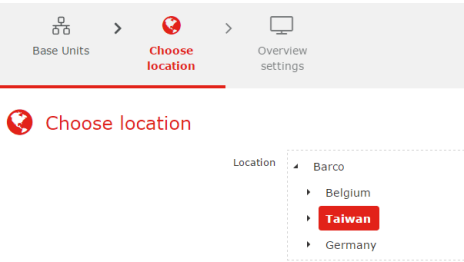 Base Units
Choose
location
Overview
settings
Choose location
Location
Barco
Belgium
Taiwan
Germany